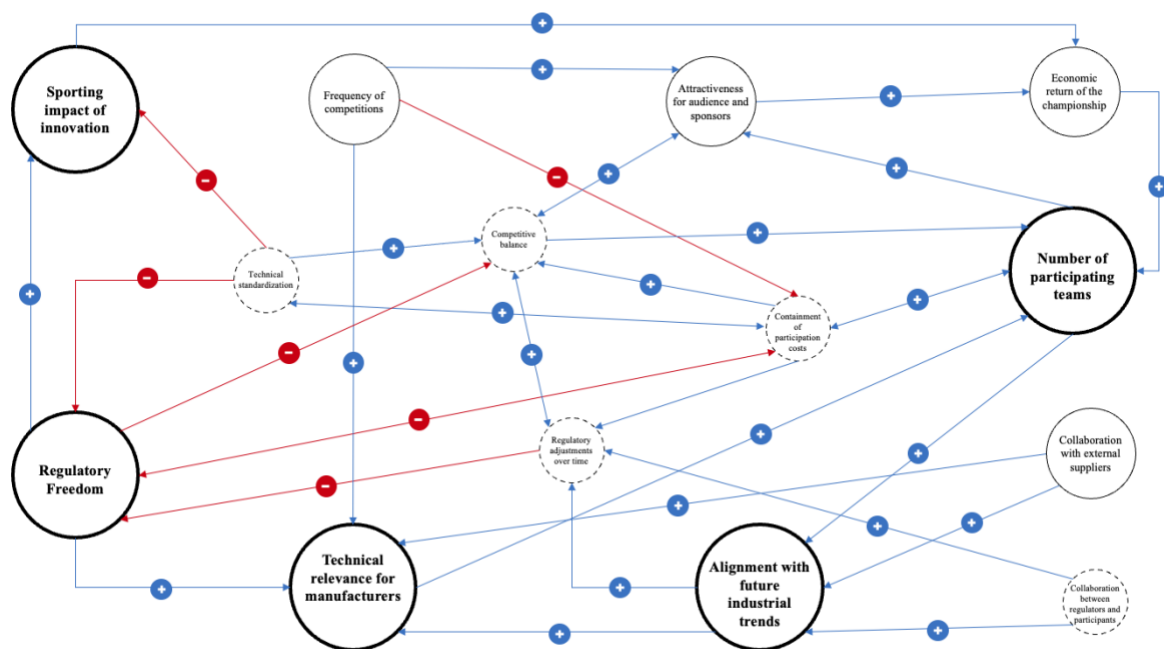 +
Sporting
impact of
innovation
Frequency of
competitions
+
Attractiveness
for audience and
sponsors
+
Economic
return of the
championship
−
−
+
+
Competitive
balance
+
+
Technical
standardization
+
−
+
+
Containment
of
participation
costs
+
Number of
participating
teams
+
−
+
+
−
+
Regulatory
Freedom
−
Regulatory
adjustments
over time
+
+
Collaboration
with external
suppliers
+
+
+
Technical
relevance for
manufacturers
+
+
Alignment with
future
industrial
trends
+
+
Collaboration
between
regulators and
participants